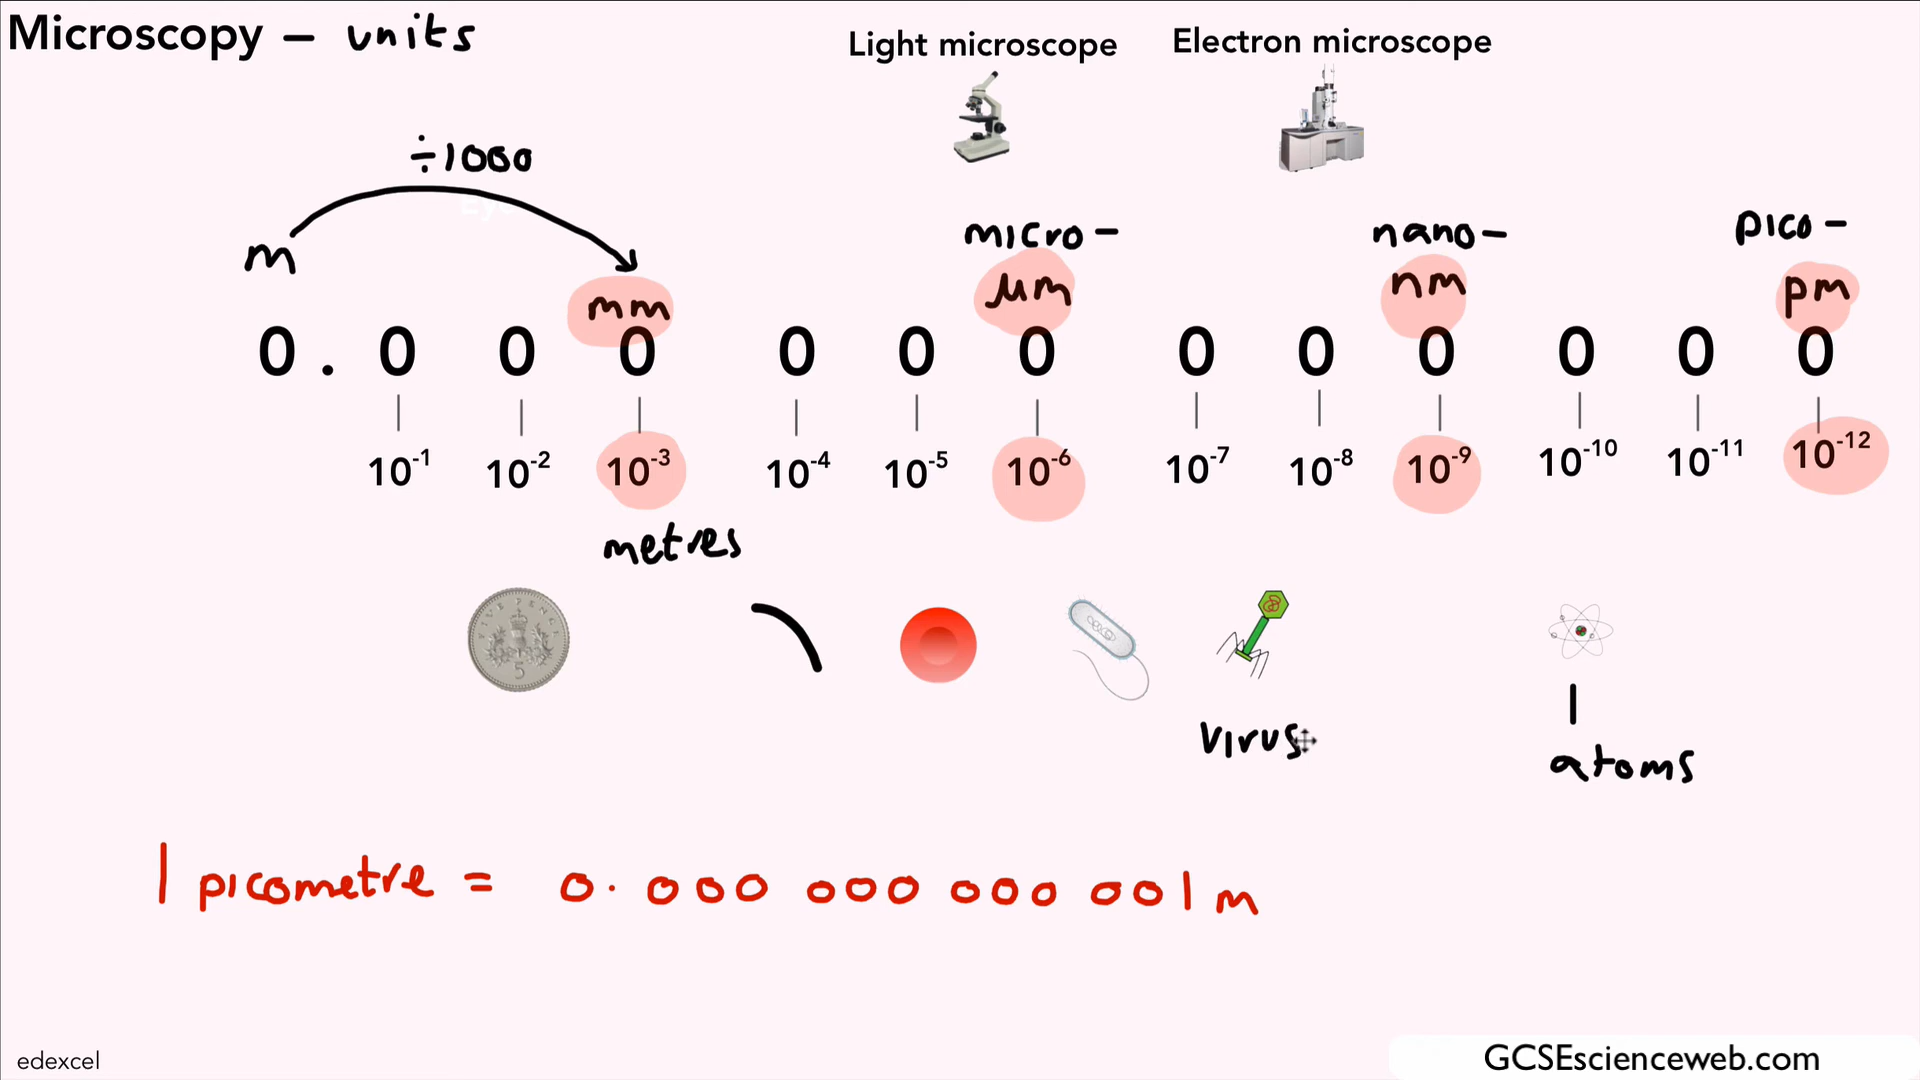 Microscopy – units
Light microscope
Electron microscope
÷1000
m
mm
micro –
μm
nano –
nm
pico –
pm
0 . 0 0 0 0 0 0 0 0 0 0 0 0
10⁻¹ 10⁻² 10⁻³ 10⁻⁴ 10⁻⁵ 10⁻⁶ 10⁻⁷ 10⁻⁸ 10⁻⁹ 10⁻¹⁰ 10⁻¹¹ 10⁻¹²
metres
FIVE PENCE
5
virus
atoms
1 picometre = 0.000 000 000 001 m
edexcel
GCSEscienceweb.com